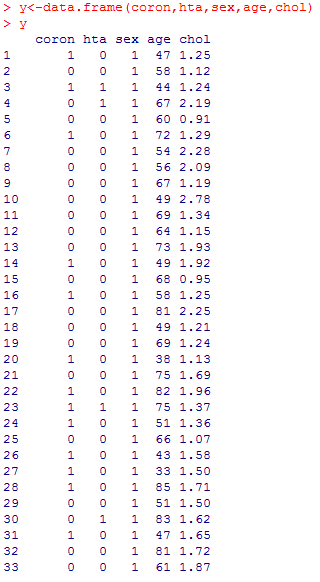 > y<-data.frame(coron,hta,sex,age,chol)
> y
coron hta sex age chol
1 1 0 1 47 1.25
2 0 0 1 58 1.12
3 1 1 1 44 1.24
4 0 1 1 67 2.19
5 0 0 1 60 0.91
6 1 0 1 72 1.29
7 0 0 1 54 2.28
8 0 0 1 56 2.09
9 0 0 1 67 1.19
10 0 0 1 49 2.78
11 0 0 1 69 1.34
12 0 0 1 64 1.15
13 0 0 1 73 1.93
14 1 0 1 49 1.92
15 0 0 1 68 0.95
16 1 0 1 58 1.25
17 0 0 1 81 2.25
18 0 0 1 49 1.21
19 0 0 1 69 1.24
20 1 0 1 38 1.13
21 0 0 1 75 1.69
22 1 0 1 82 1.96
23 1 1 1 75 1.37
24 1 0 1 51 1.36
25 0 0 1 66 1.07
26 1 0 1 43 1.58
27 1 0 1 33 1.50
28 1 0 1 85 1.71
29 0 0 1 51 1.50
30 0 1 1 83 1.62
31 1 0 1 47 1.65
32 0 0 1 81 1.72
33 0 0 1 61 1.87